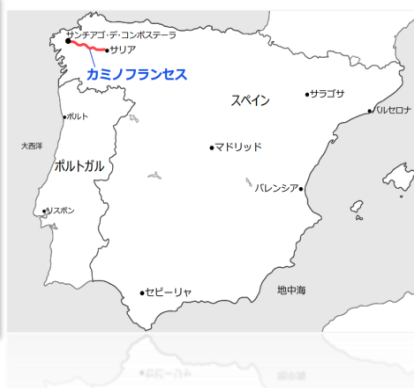 サンチアゴ・デ・コンポステーラ
サリア
カミノフランセス
スペイン
サラゴサ
バルセロナ
ポルト
大西洋
マドリッド
ポルトガル
バレンシア
リスボン
セビーリャ
地中海